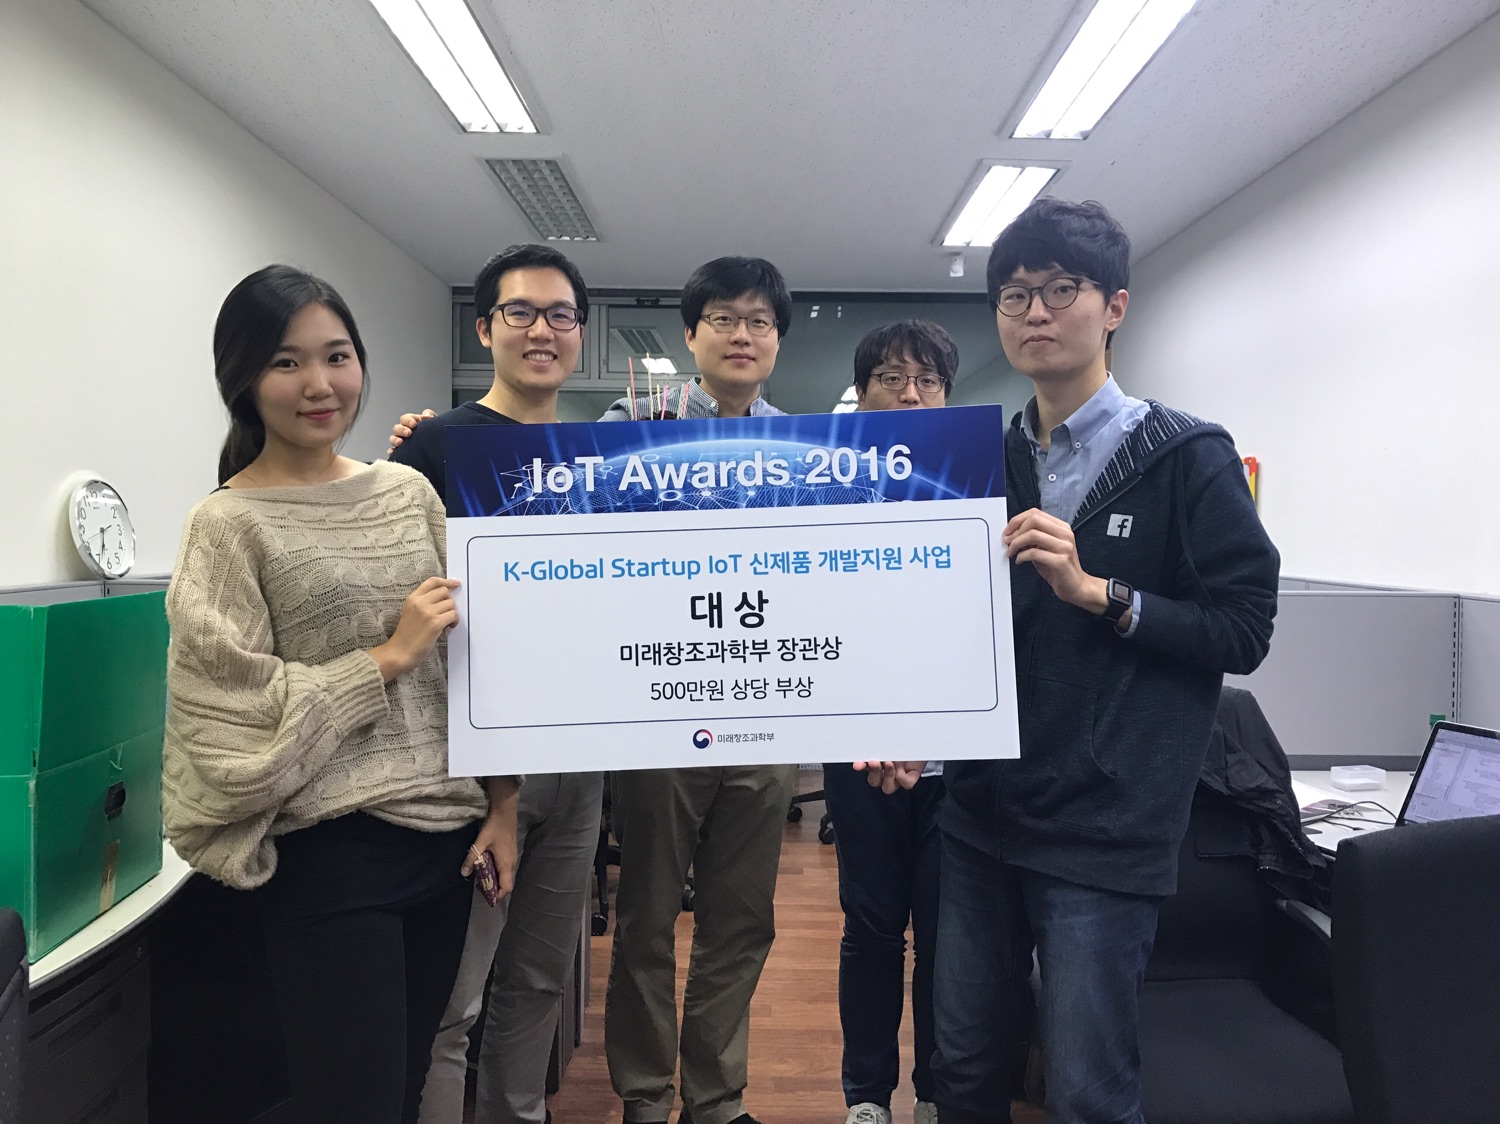 IoT Awards 2016
K-Global Startup IoT 신제품 개발지원 사업
대 상
미래창조과학부 장관상
500만원 상당 부상
미래창조과학부
f